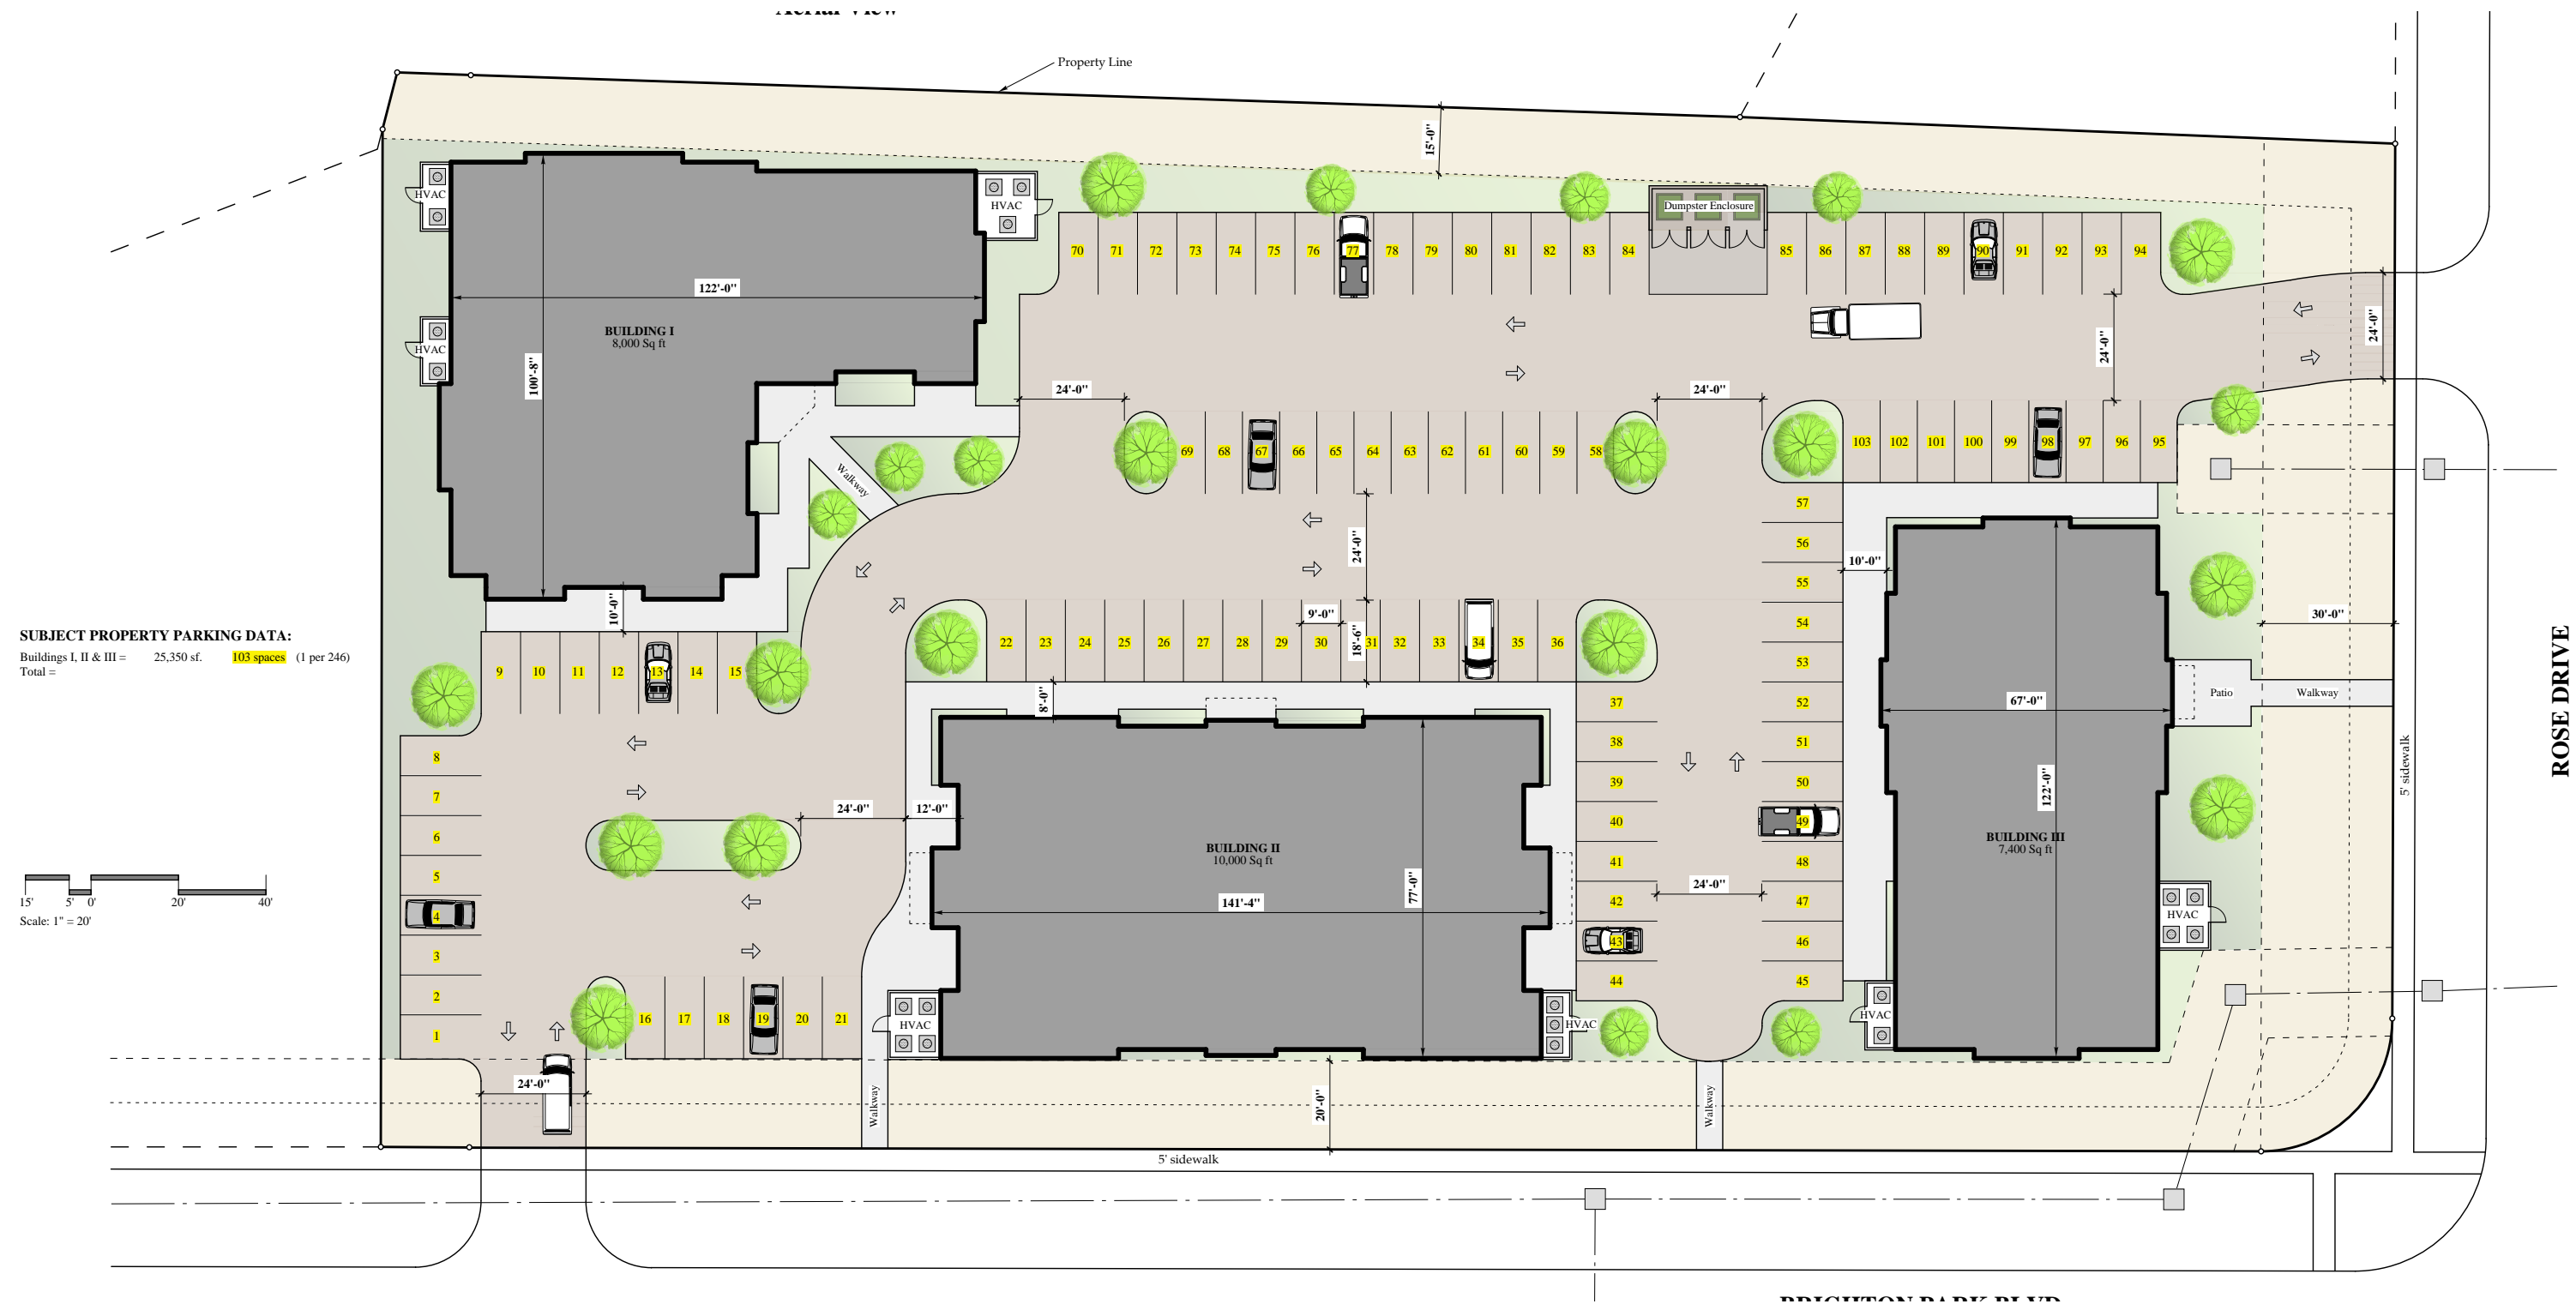 Aerial View
Property Line
15'-0"
HVAC
HVAC
Dumpster Enclosure
70 71 72 73 74 75 76 77 78 79 80 81 82 83 84 85 86 87 88 89 90 91 92 93 94
122'-0"
BUILDING I
8,000 Sq ft
HVAC
100'-8"
24'-0"
24'-0"
24'-0"
24'-0"
69 68 67 66 65 64 63 62 61 60 59 58
103 102 101 100 99 98 97 96 95
Walkway
57
56
55
54
53
52
51
50
49
48
47
46
45
24'-0"
10'-0"
10'-0"
9'-0"
18'-6"
30'-0"
22 23 24 25 26 27 28 29 30 31 32 33 34 35 36
SUBJECT PROPERTY PARKING DATA:
Buildings I, II & III = 25,350 sf. 103 spaces (1 per 246)
Total =
9 10 11 12 13 14 15
8'-0"
37
38
39
40
41
42
43
44
67'-0"
Patio
Walkway
ROSE DRIVE
5' sidewalk
8
7
6
5
4
3
2
1
24'-0"
12'-0"
BUILDING II
10,000 Sq ft
77'-0"
141'-4"
24'-0"
122'-0"
BUILDING III
7,400 Sq ft
15' 5' 0' 20' 40'
Scale: 1" = 20'
HVAC
16 17 18 19 20 21
HVAC
HVAC
HVAC
24'-0"
Walkway
20'-0"
Walkway
5' sidewalk
BRIGHTON PARK BLVD